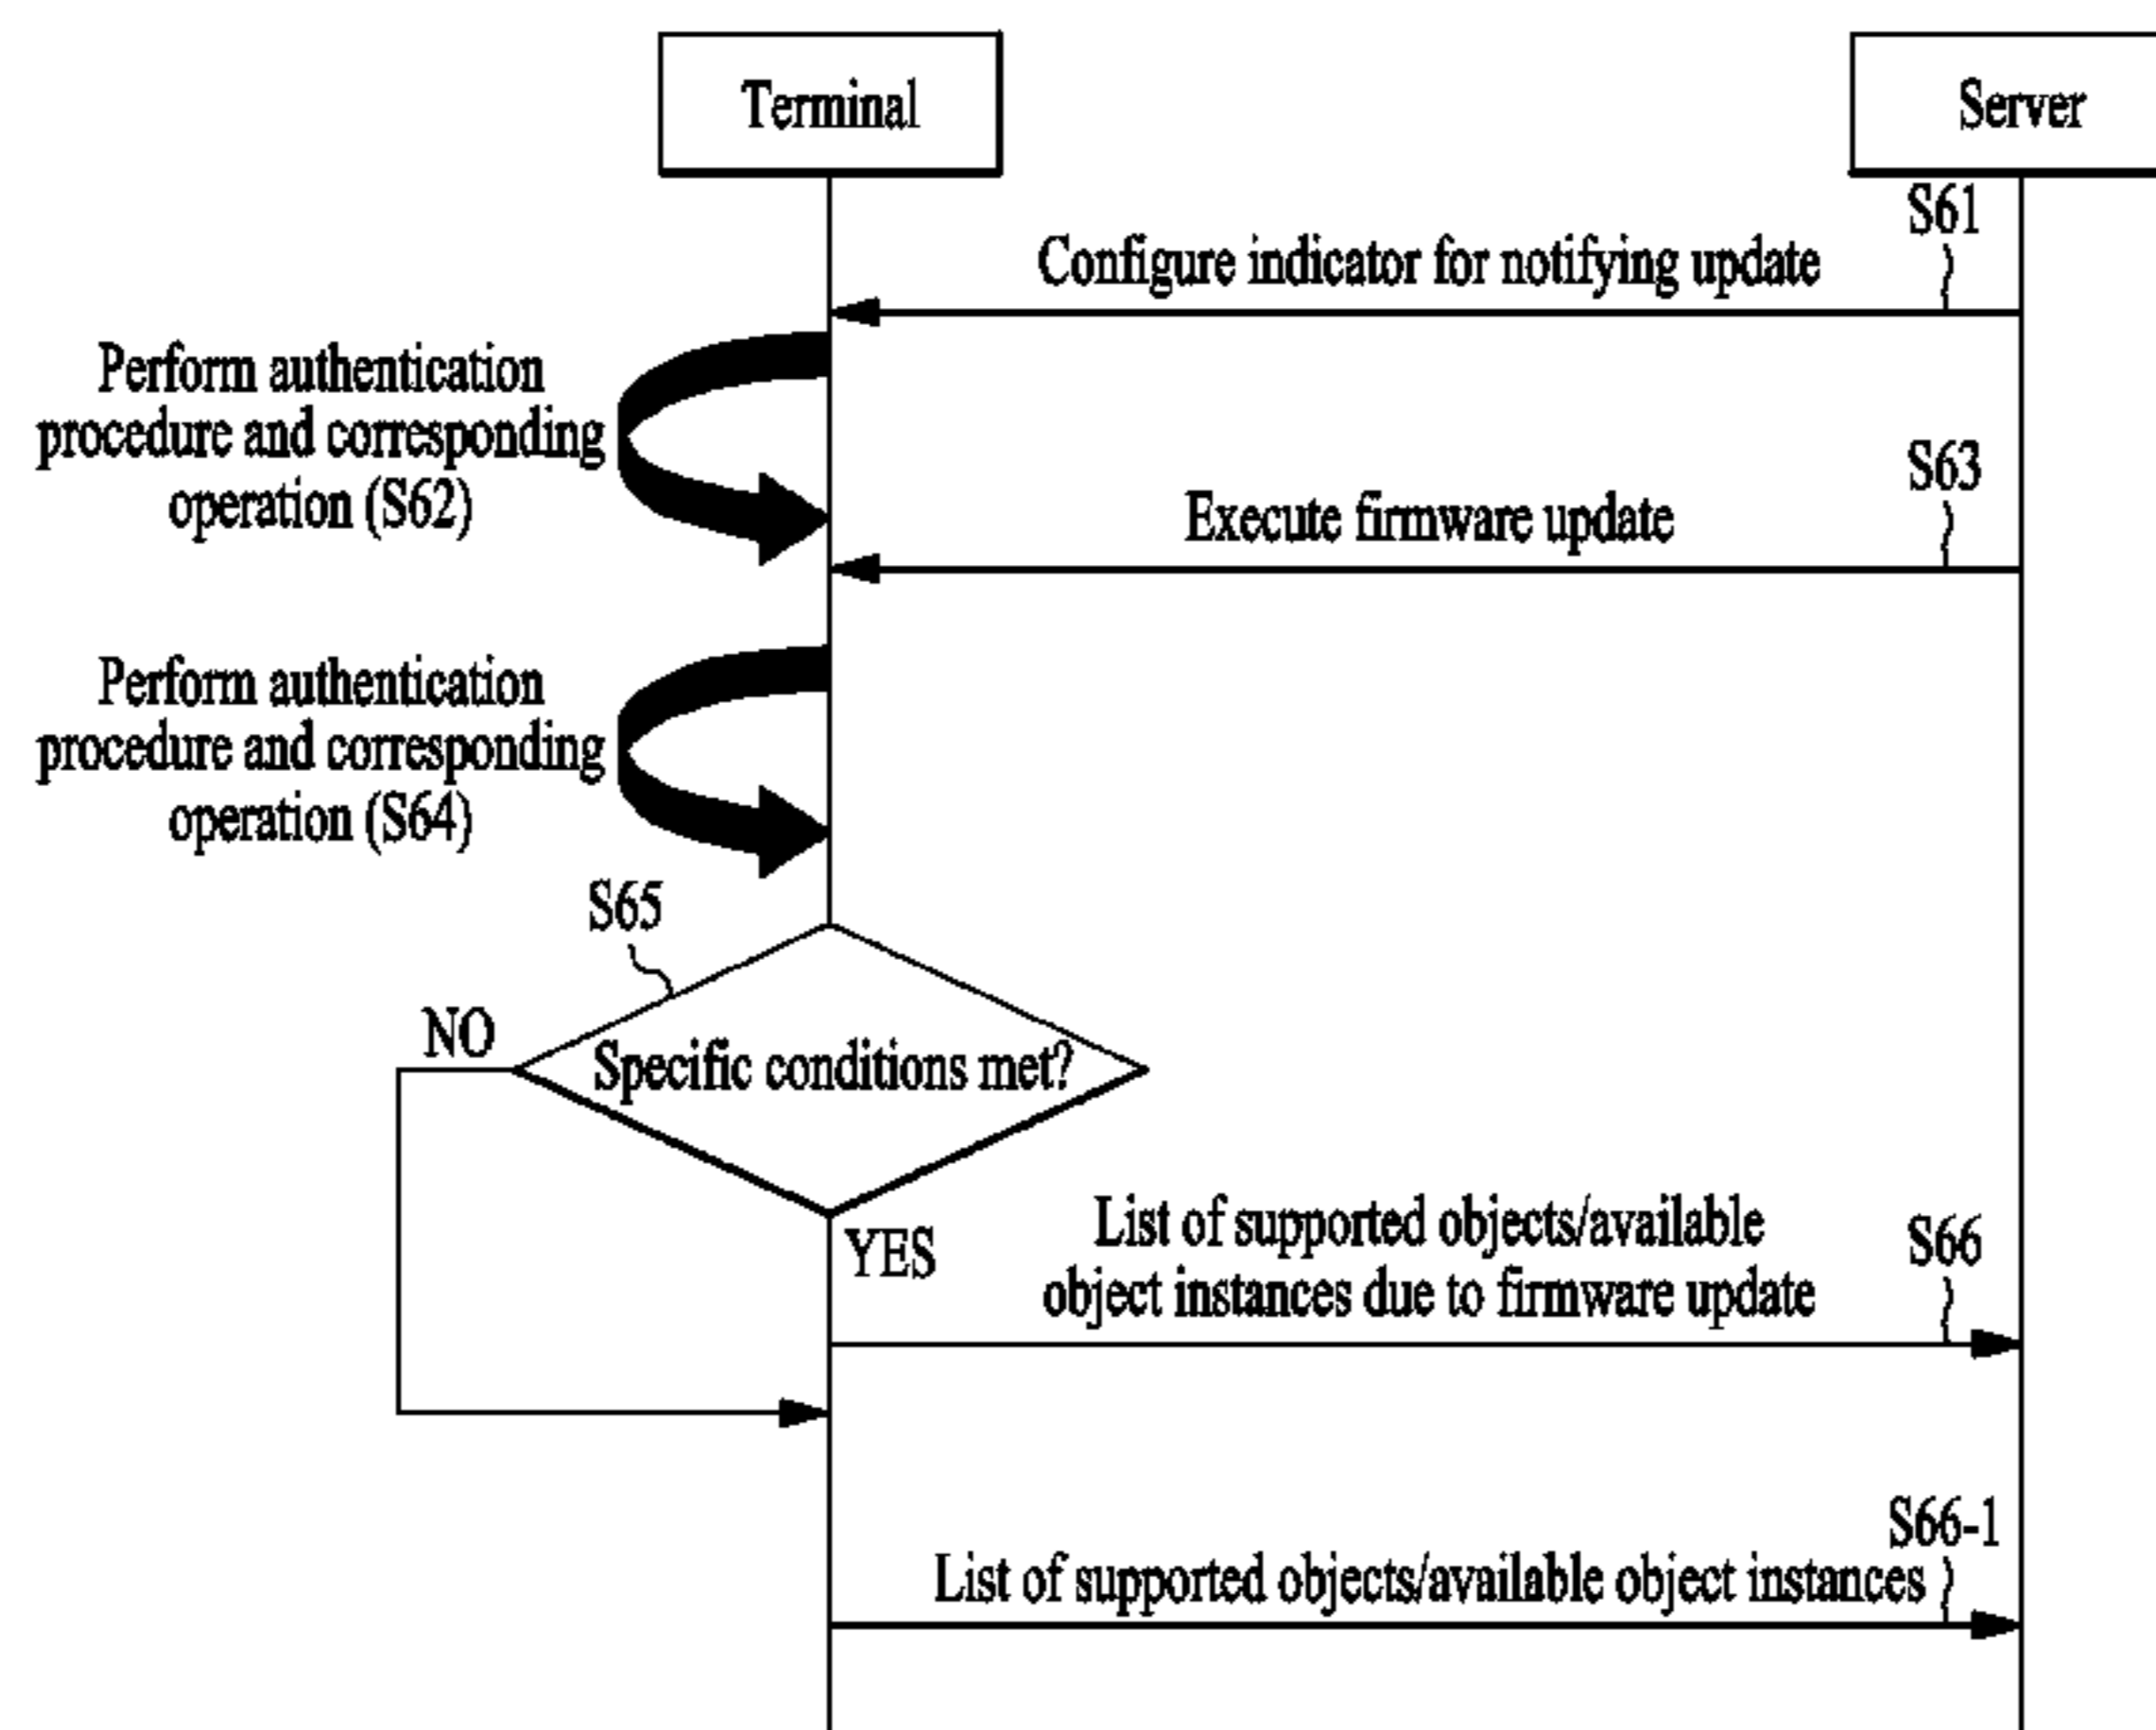 Terminal
Server
S61
Configure indicator for notifying update
Perform authentication
procedure and corresponding
operation (S62)
S63
Execute firmware update
Perform authentication
procedure and corresponding
operation (S64)
S65
NO
Specific conditions met?
YES
List of supported objects/available
object instances due to firmware update
S66
S66-1
List of supported objects/available object instances